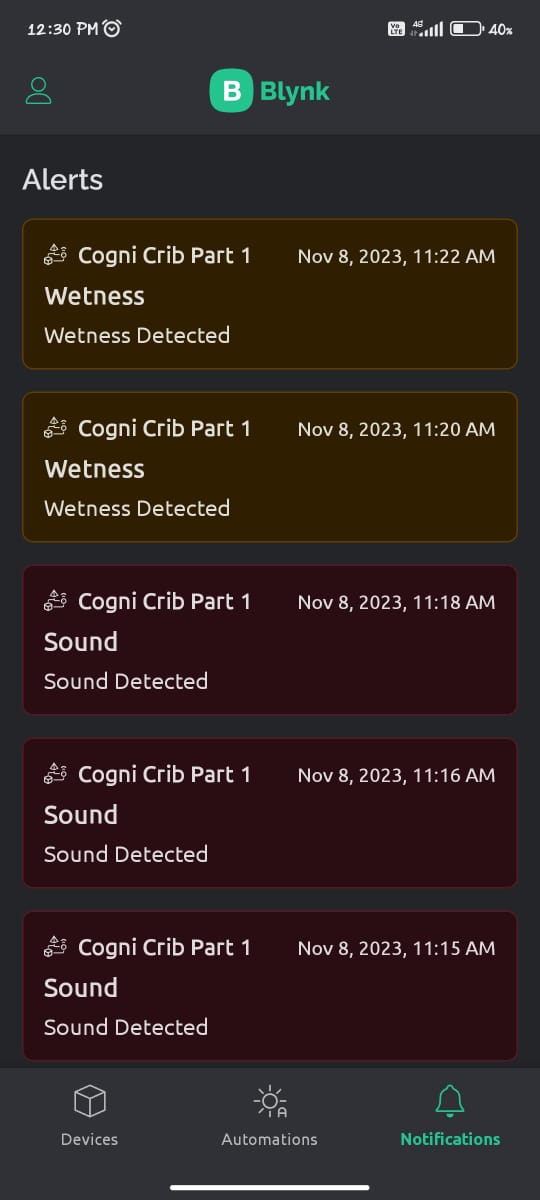 12:30 PM Vo LTE 4G 40%
B Blynk
Alerts
Cogni Crib Part 1 Nov 8, 2023, 11:22 AM
Wetness
Wetness Detected
Cogni Crib Part 1 Nov 8, 2023, 11:20 AM
Wetness
Wetness Detected
Cogni Crib Part 1 Nov 8, 2023, 11:18 AM
Sound
Sound Detected
Cogni Crib Part 1 Nov 8, 2023, 11:16 AM
Sound
Sound Detected
Cogni Crib Part 1 Nov 8, 2023, 11:15 AM
Sound
Sound Detected
A
Devices Automations Notifications